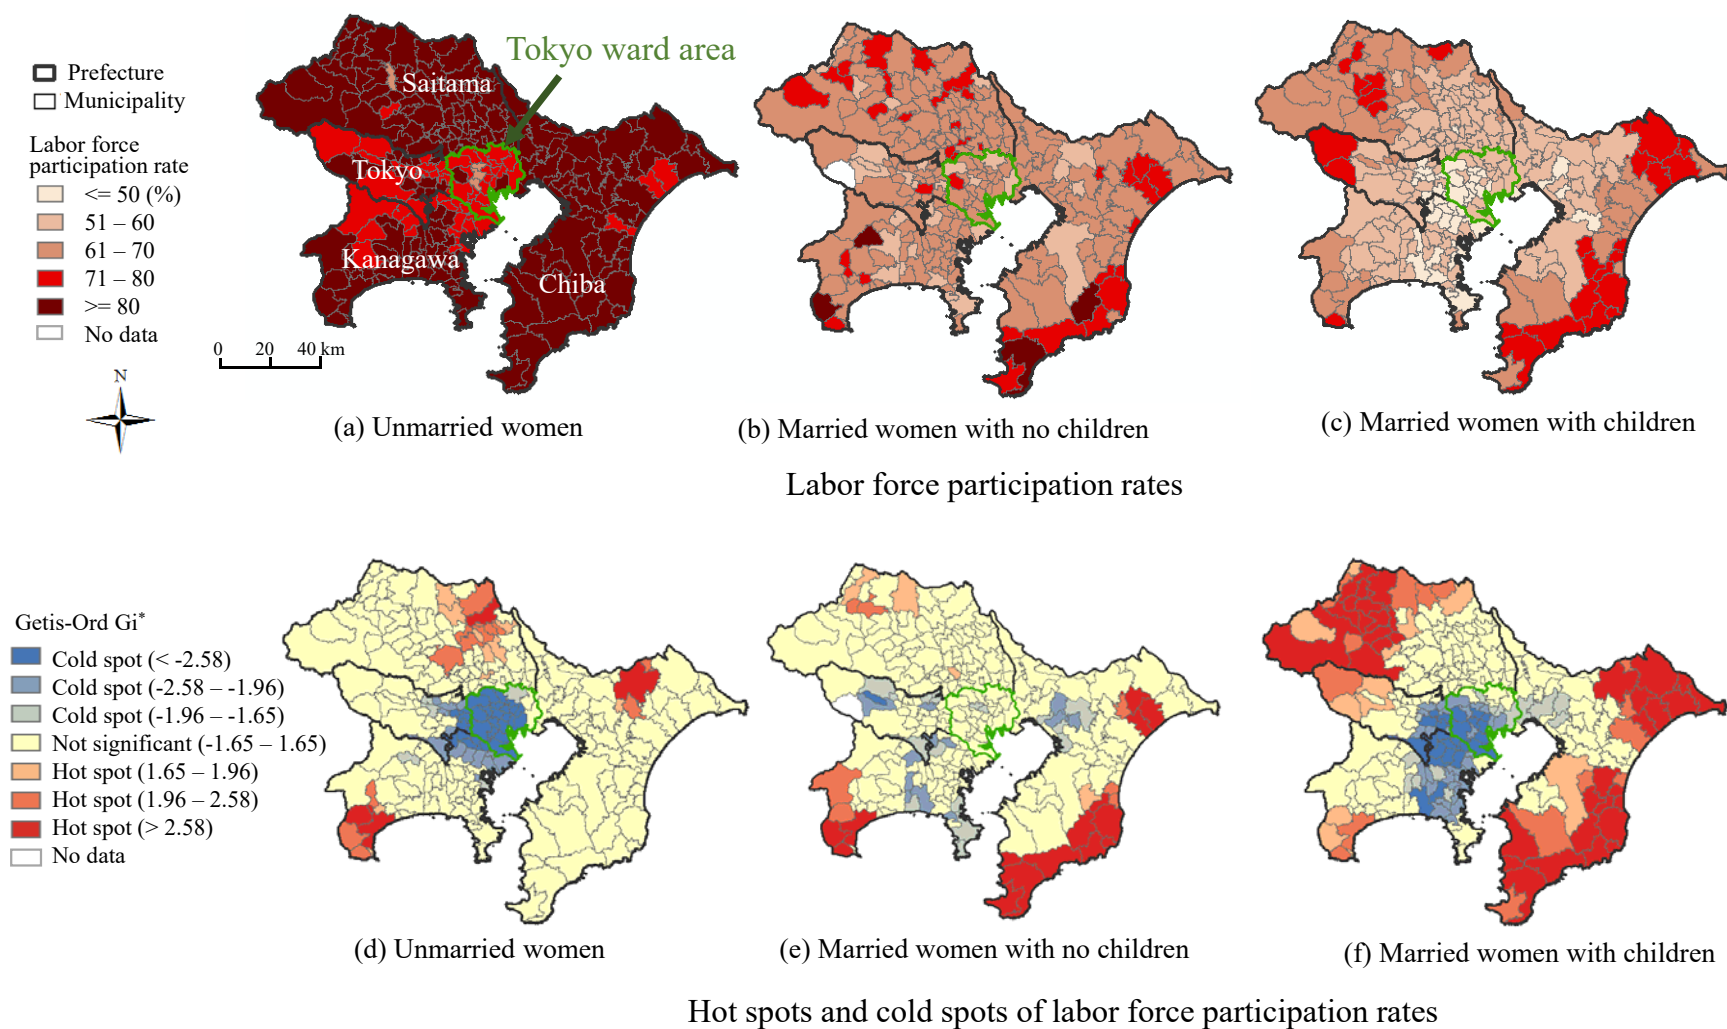 Prefecture
Municipality
Labor force
participation rate
<= 50 (%)
51 – 60
61 – 70
71 – 80
>= 80
No data
N
0 20 40 km
Tokyo ward area
Saitama
Tokyo
Kanagawa
Chiba
(a) Unmarried women
(b) Married women with no children
(c) Married women with children
Labor force participation rates
Getis-Ord Gi*
Cold spot (< -2.58)
Cold spot (-2.58 – -1.96)
Cold spot (-1.96 – -1.65)
Not significant (-1.65 – 1.65)
Hot spot (1.65 – 1.96)
Hot spot (1.96 – 2.58)
Hot spot (> 2.58)
No data
(d) Unmarried women
(e) Married women with no children
(f) Married women with children
Hot spots and cold spots of labor force participation rates